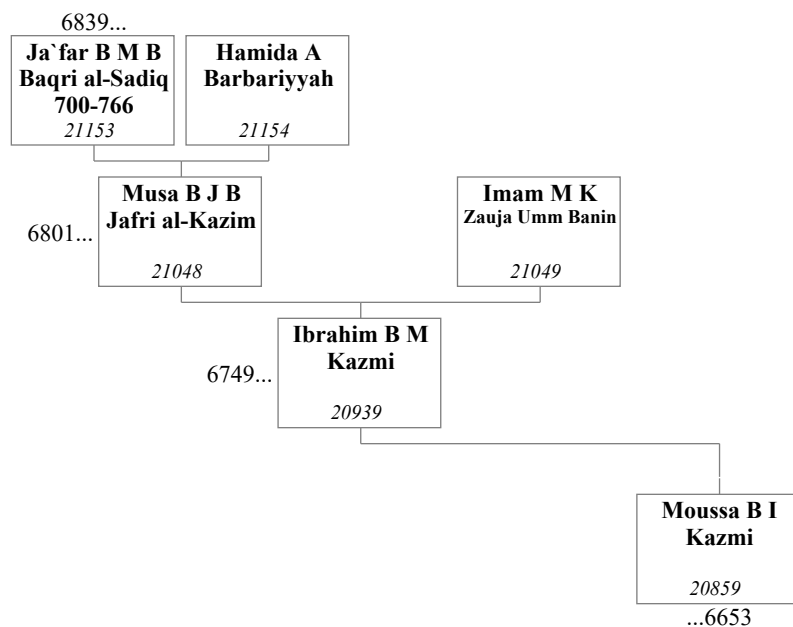 6839...
Ja`far B M B
Baqri al-Sadiq
700-766
21153
Hamida A
Barbariyyah
21154
6801...
Musa B J B
Jafri al-Kazim
21048
Imam M K
Zauja Umm Banin
21049
6749...
Ibrahim B M
Kazmi
20939
Moussa B I
Kazmi
20859
...6653